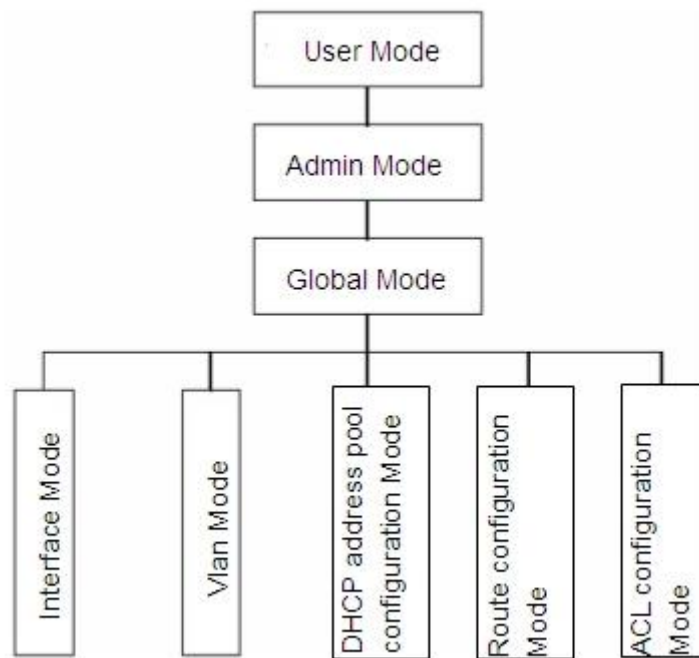 User Mode
Admin Mode
Global Mode
Interface Mode
Vlan Mode
DHCP address pool
configuration Mode
Route configuration
Mode
ACL configuration
Mode